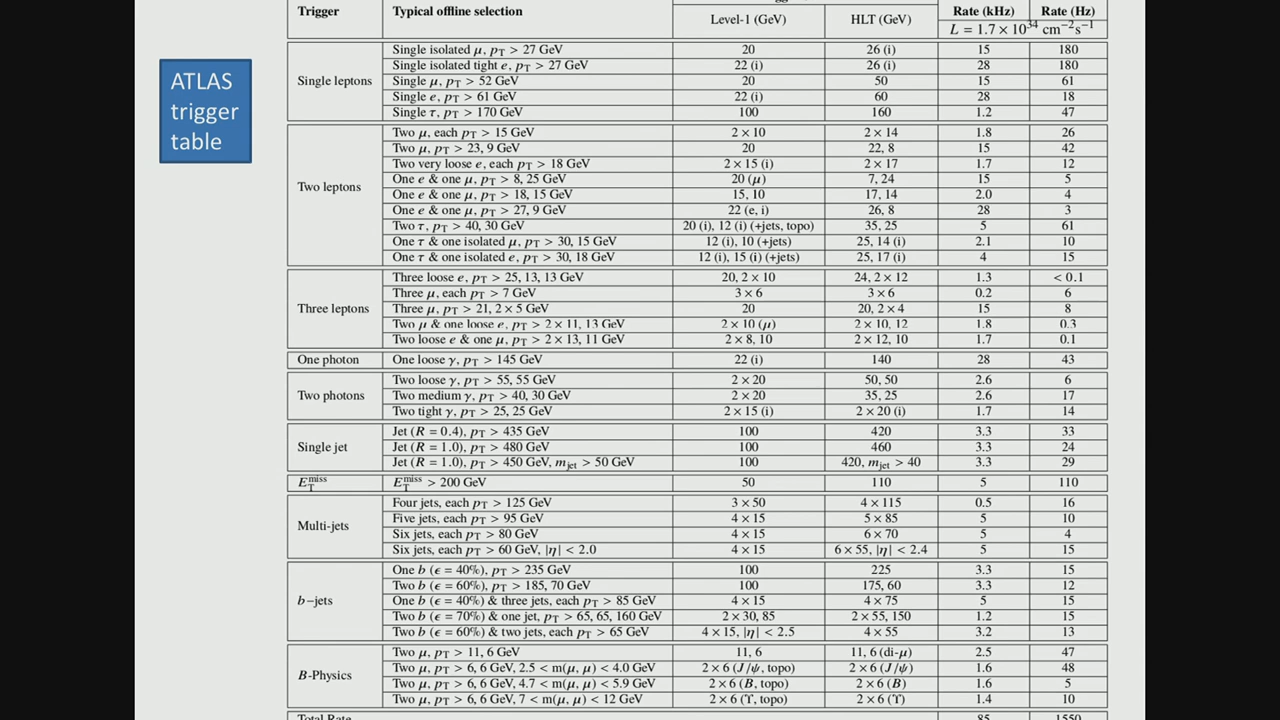 ATLAS
trigger
table
Trigger Typical offline selection Level-1 (GeV) HLT (GeV) Rate (kHz) Rate (Hz)
L = 1.7 × 10³⁴ cm⁻²s⁻¹
Single leptons
Single isolated μ, pT > 27 GeV 20 26 (i) 15 180
Single isolated tight e, pT > 27 GeV 22 (i) 26 (i) 28 180
Single μ, pT > 52 GeV 20 50 15 61
Single e, pT > 61 GeV 22 (i) 60 28 18
Single τ, pT > 170 GeV 100 160 1.2 47
Two leptons
Two μ, each pT > 15 GeV 2 × 10 2 × 14 1.8 26
Two μ, pT > 23, 9 GeV 20 22, 8 15 42
Two very loose e, each pT > 18 GeV 2 × 15 (i) 2 × 17 1.7 12
One e & one μ, pT > 8, 25 GeV 20 (μ) 7, 24 15 5
One e & one μ, pT > 18, 15 GeV 15, 10 17, 14 2.0 4
One e & one μ, pT > 27, 9 GeV 22 (e, i) 26, 8 28 3
Two τ, pT > 40, 30 GeV 20 (i), 12 (i) (+jets, topo) 35, 25 5 61
One τ & one isolated μ, pT > 30, 15 GeV 12 (i), 10 (+jets) 25, 14 (i) 2.1 10
One τ & one isolated e, pT > 30, 18 GeV 12 (i), 15 (i) (+jets) 25, 17 (i) 4 15
Three leptons
Three loose e, pT > 25, 13, 13 GeV 20, 2 × 10 24, 2 × 12 1.3 < 0.1
Three μ, each pT > 7 GeV 3 × 6 3 × 6 0.2 6
Three μ, pT > 21, 2 × 5 GeV 20 20, 2 × 4 15 8
Two μ & one loose e, pT > 2 × 11, 13 GeV 2 × 10 (μ) 2 × 10, 12 1.8 0.3
Two loose e & one μ, pT > 2 × 13, 11 GeV 2 × 8, 10 2 × 12, 10 1.7 0.1
One photon One loose γ, pT > 145 GeV 22 (i) 140 28 43
Two photons
Two loose γ, pT > 55, 55 GeV 2 × 20 50, 50 2.6 6
Two medium γ, pT > 40, 30 GeV 2 × 20 35, 25 2.6 17
Two tight γ, pT > 25, 25 GeV 2 × 15 (i) 2 × 20 (i) 1.7 14
Single jet
Jet (R = 0.4), pT > 435 GeV 100 420 3.3 33
Jet (R = 1.0), pT > 480 GeV 100 460 3.3 24
Jet (R = 1.0), pT > 450 GeV, mjet > 50 GeV 100 420, mjet > 40 3.3 29
ETmiss ETmiss > 200 GeV 50 110 5 110
Multi-jets
Four jets, each pT > 125 GeV 3 × 50 4 × 115 0.5 16
Five jets, each pT > 95 GeV 4 × 15 5 × 85 5 10
Six jets, each pT > 80 GeV 4 × 15 6 × 70 5 4
Six jets, each pT > 60 GeV, |η| < 2.0 4 × 15 6 × 55, |η| < 2.4 5 15
b–jets
One b (ϵ = 40%), pT > 235 GeV 100 225 3.3 15
Two b (ϵ = 60%), pT > 185, 70 GeV 100 175, 60 3.3 12
One b (ϵ = 40%) & three jets, each pT > 85 GeV 4 × 15 4 × 75 5 15
Two b (ϵ = 70%) & one jet, pT > 65, 65, 160 GeV 2 × 30, 85 2 × 55, 150 1.2 15
Two b (ϵ = 60%) & two jets, each pT > 65 GeV 4 × 15, |η| < 2.5 4 × 55 3.2 13
B-Physics
Two μ, pT > 11, 6 GeV 11, 6 11, 6 (di-μ) 2.5 47
Two μ, pT > 6, 6 GeV, 2.5 < m(μ, μ) < 4.0 GeV 2 × 6 (J/ψ, topo) 2 × 6 (J/ψ) 1.6 48
Two μ, pT > 6, 6 GeV, 4.7 < m(μ, μ) < 5.9 GeV 2 × 6 (B, topo) 2 × 6 (B) 1.6 5
Two μ, pT > 6, 6 GeV, 7 < m(μ, μ) < 12 GeV 2 × 6 (Υ, topo) 2 × 6 (Υ) 1.4 10
Total Rate 85 1550